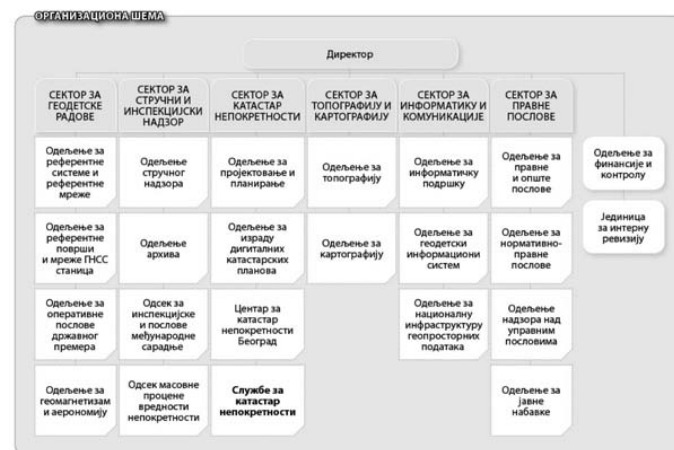 ОРГАНИЗАЦИОНА ШЕМА
Директор
СЕКТОР ЗА
ГЕОДЕТСКЕ
РАДОВЕ
СЕКТОР ЗА
СТРУЧНИ И
ИНСПЕКЦИЈСКИ
НАДЗОР
СЕКТОР ЗА
КАТАСТАР
НЕПОКРЕТНОСТИ
СЕКТОР ЗА
ТОПОГРАФИЈУ И
КАРТОГРАФИЈУ
СЕКТОР ЗА
ИНФОРМАТИКУ И
КОМУНИКАЦИЈЕ
СЕКТОР ЗА
ПРАВНЕ
ПОСЛОВЕ
Одељење за
референтне
системе и
референтне
мреже
Одељење
стручног
надзора
Одељење за
пројектовање и
планирање
Одељење за
топографију
Одељење за
информатичку
подршку
Одељење за
правне
и опште
послове
Одељење за
финансије и
контролу
Одељење за
референтне
површи
и мреже ГНСС
станица
Одељење
архива
Одељење за
израду
дигиталних
катастарских
планова
Одељење за
картографију
Одељење за
геодетски
информациони
систем
Одељење за
нормативно-
правне
послове
Јединица
за интерну
ревизију
Одељење за
оперативне
послове
државног
премера
Одсек за
инспекцијске
и послове
међународне
сарадње
Центар за
катастар
непокретности
Београд
Одељење за
националну
инфраструктуру
геопросторних
података
Одељење
надзора над
управним
пословима
Одељење за
геомагнетизам
и аерономију
Одсек масовне
процене
вредности
непокретности
Службе за
катастар
непокретности
Одељење за
јавне
набавке